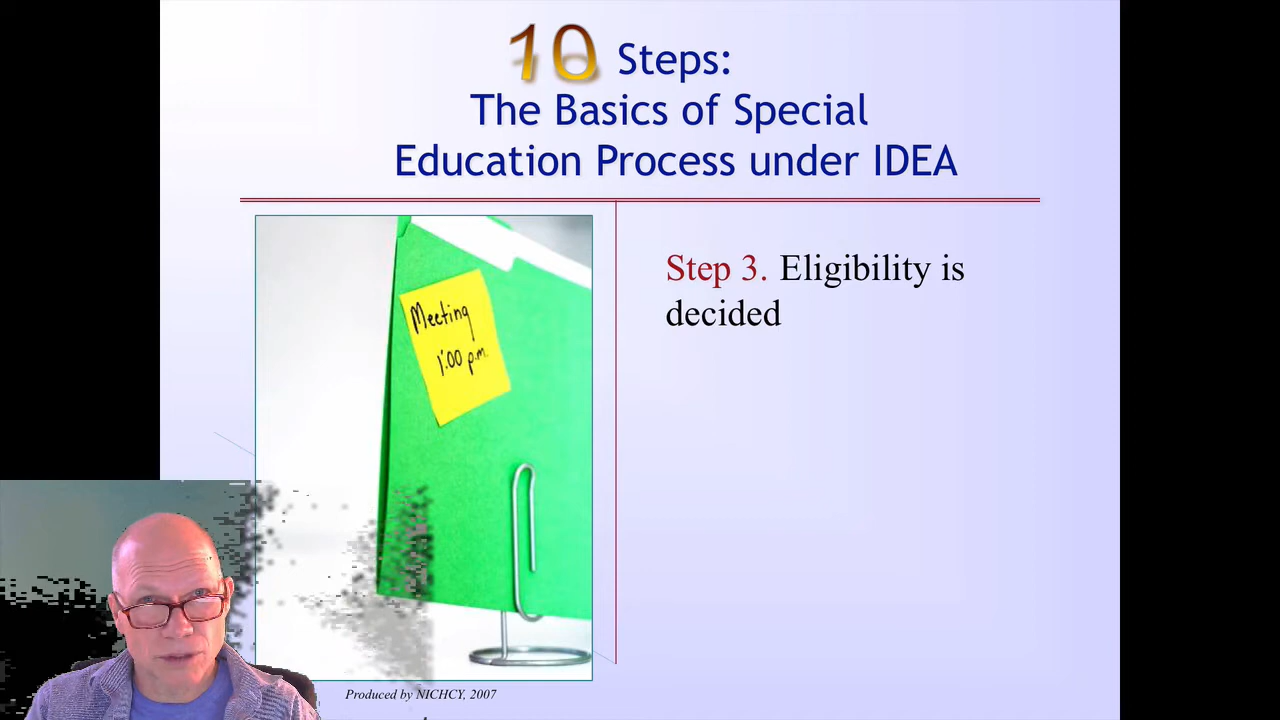 10 Steps:
The Basics of Special
Education Process under IDEA
Meeting
1:00 p.m.
Step 3. Eligibility is
decided
Produced by NICHCY, 2007